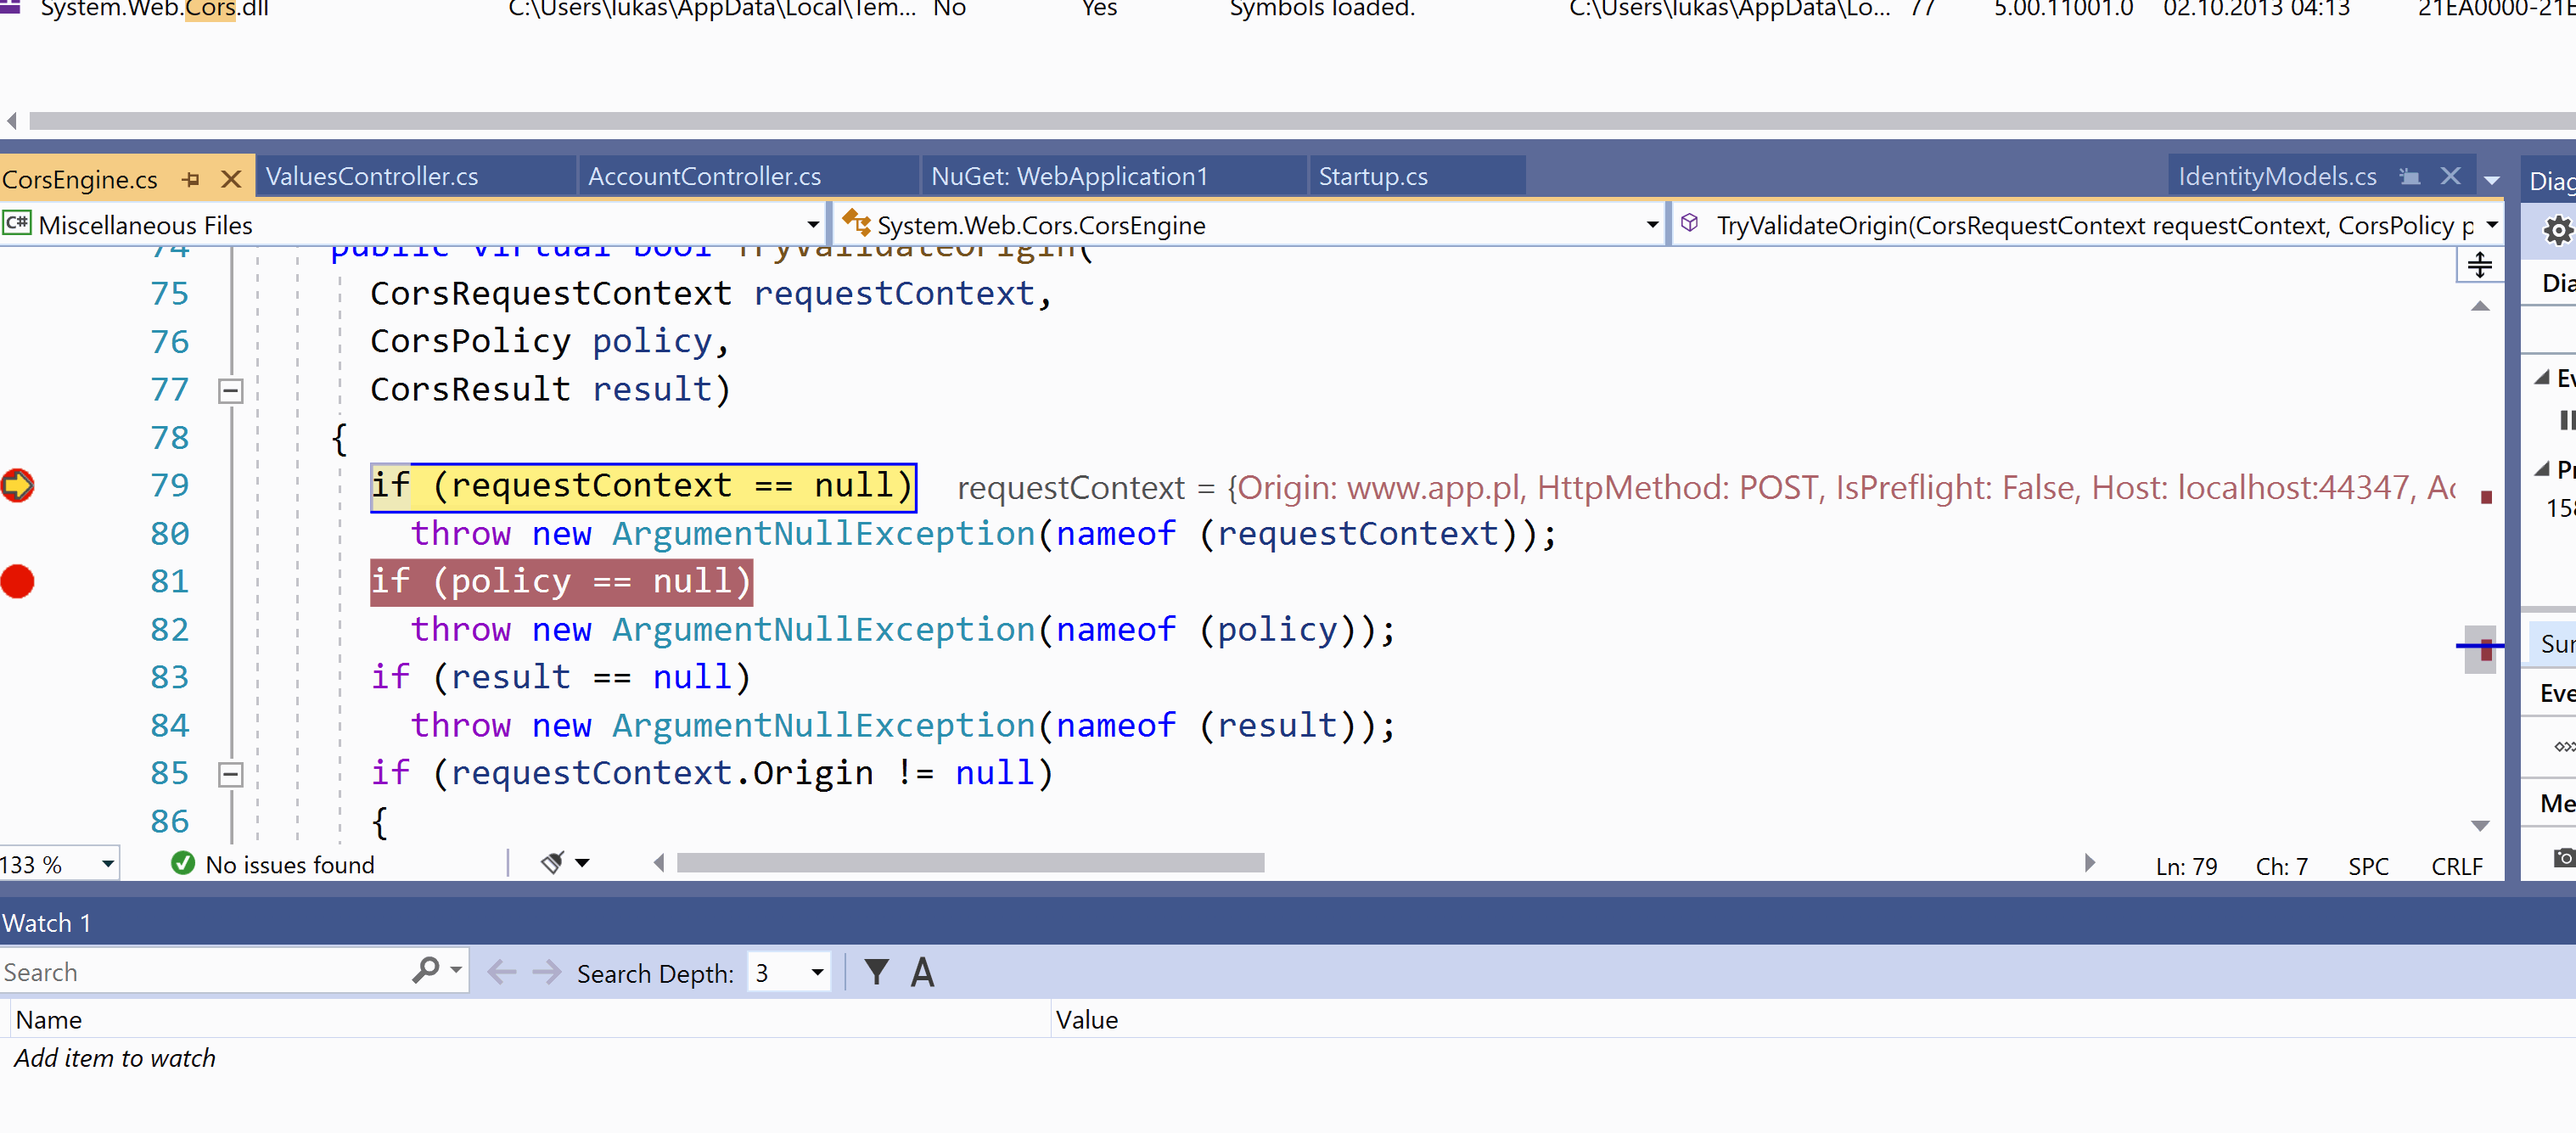 System.Web.Cors.dll C:\Users\lukas\AppData\Local\Tem... No Yes Symbols loaded. C:\Users\lukas\AppData\Lo... 77 5.00.11001.0 02.10.2013 04:13 21EA0000-21E
CorsEngine.cs ValuesController.cs AccountController.cs NuGet: WebApplication1 Startup.cs IdentityModels.cs Diag
C# Miscellaneous Files System.Web.Cors.CorsEngine TryValidateOrigin(CorsRequestContext requestContext, CorsPolicy p
74 public virtual bool TryValidateOrigin(
75 CorsRequestContext requestContext,
76 CorsPolicy policy,
77 CorsResult result)
78 {
79 if (requestContext == null) requestContext = {Origin: www.app.pl, HttpMethod: POST, IsPreflight: False, Host: localhost:44347, Ac
80 throw new ArgumentNullException(nameof (requestContext));
81 if (policy == null)
82 throw new ArgumentNullException(nameof (policy));
83 if (result == null)
84 throw new ArgumentNullException(nameof (result));
85 if (requestContext.Origin != null)
86 {
133 % No issues found Ln: 79 Ch: 7 SPC CRLF
Dia
Ev
Pr
158
Sum
Eve
Me
Watch 1
Search Search Depth: 3 A
Name Value
Add item to watch